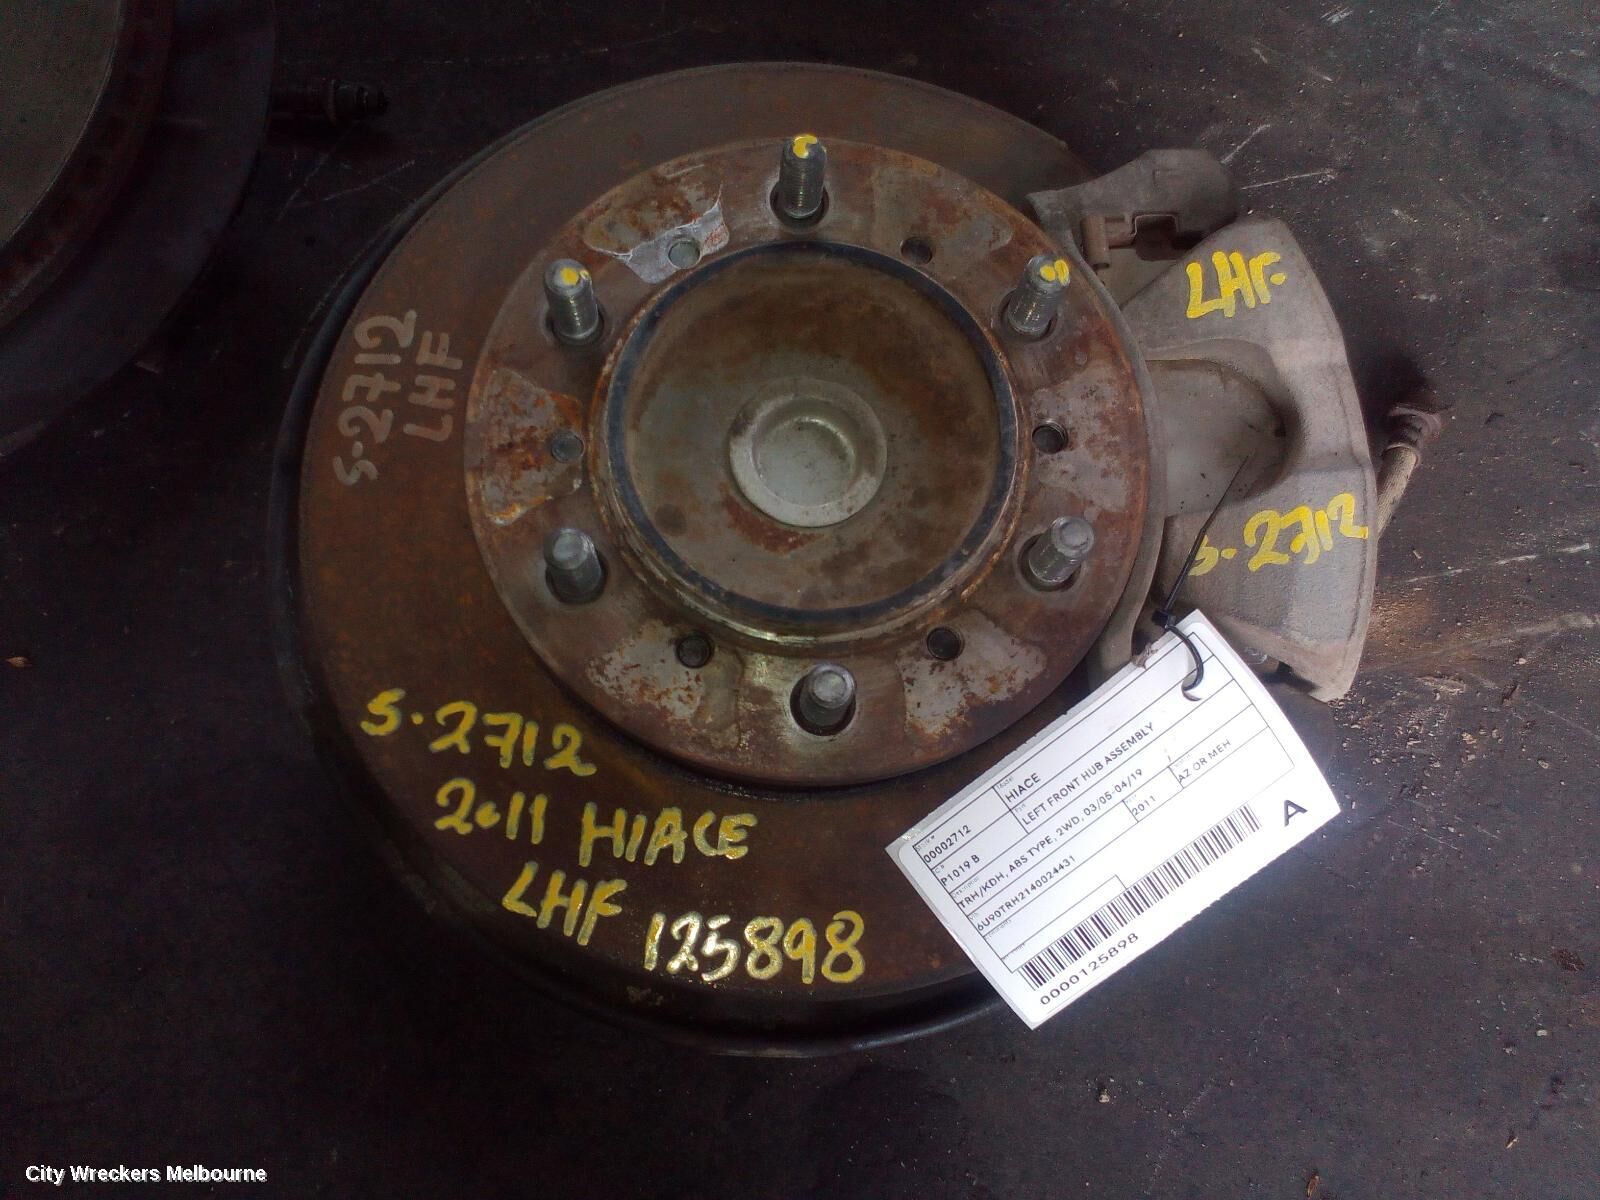 LHF.
S-2712
S-2712
LHF
S-2712
2011 HIACE
LHF 125898
HIACE
00002712
LEFT FRONT HUB ASSEMBLY
P1019 B
TRH/KDH, ABS TYPE, 2WD, 03/05-04/19
6U90TRH2140024431
2011
AZ OR MEH
A
0000125898
City Wreckers Melbourne